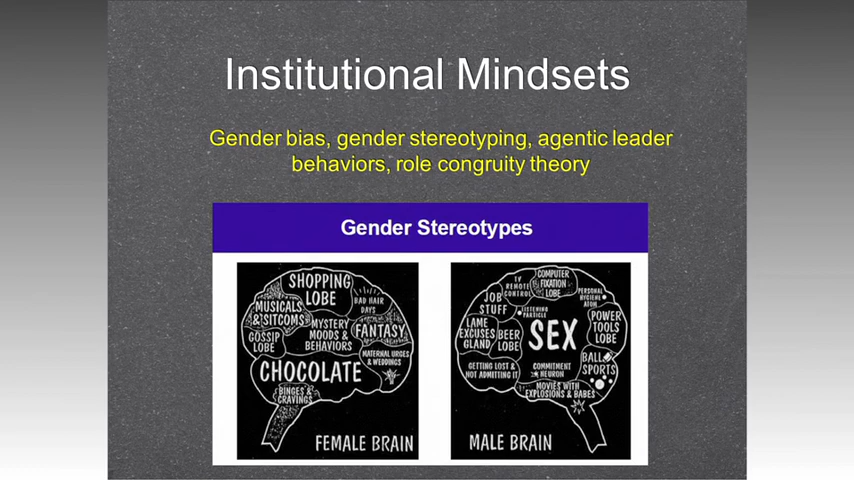 Institutional Mindsets
Gender bias, gender stereotyping, agentic leader
behaviors, role congruity theory
Gender Stereotypes
SHOPPING
LOBE
BAD HAIR
DAYS
MUSICALS
& SITCOMS
MYSTERY
MOODS &
BEHAVIORS
FANTASY
GOSSIP
LOBE
MATERNAL URGES
& WEDDINGS
CHOCOLATE
BINGES &
CRAVINGS
FEMALE BRAIN
TV
REMOTE
CONTROL
COMPUTER
FIXATION
LOBE
PERSONAL
HYGIENE
ATOM
JOB
STUFF
LISTENING
PARTICLE
POWER
TOOLS
LOBE
LAME
EXCUSES
GLAND
BEER
LOBE
SEX
BALL
SPORTS
GETTING LOST &
NOT ADMITTING IT
COMMITMENT
NEURON
MOVIES WITH
EXPLOSIONS & BABES
MALE BRAIN